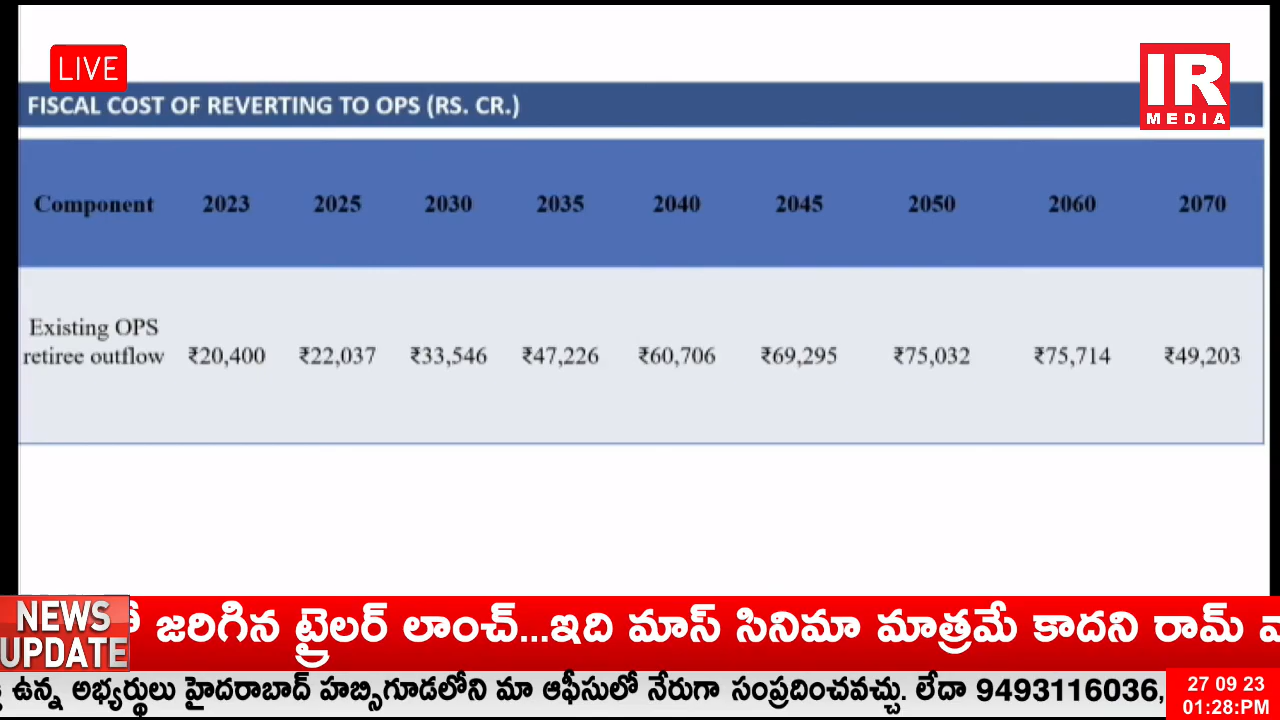 LIVE
IR
MEDIA
FISCAL COST OF REVERTING TO OPS (RS. CR.)
Component 2023 2025 2030 2035 2040 2045 2050 2060 2070
Existing OPS
retiree outflow ₹20,400 ₹22,037 ₹33,546 ₹47,226 ₹60,706 ₹69,295 ₹75,032 ₹75,714 ₹49,203
NEWS
UPDATE
జరిగిన ట్రైలర్ లాంచ్...ఇది మాస్ సినిమా మాత్రమే కాదని రామ్
ఉన్న అభ్యర్థులు హైదరాబాద్ హబ్సిగూడలోని మా ఆఫీసులో నేరుగా సంప్రదించవచ్చు. లేదా 9493116036,
27 09 23
01:28:PM